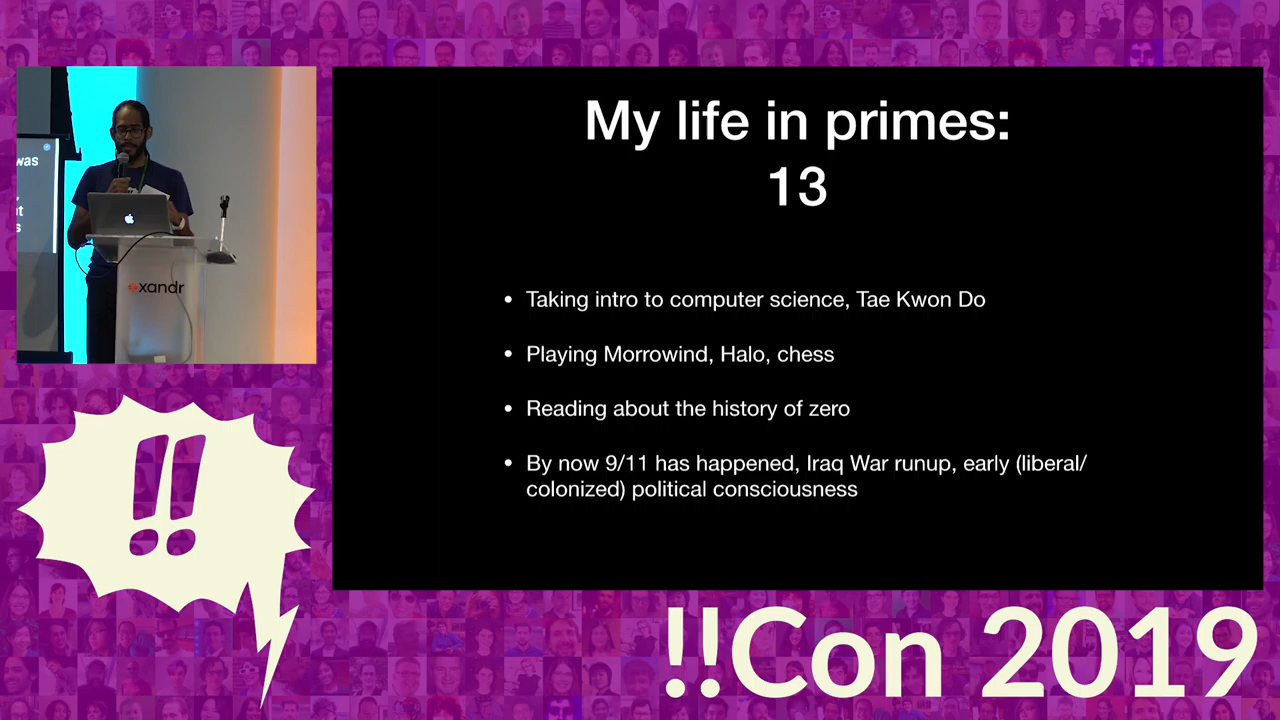 was
t
s
xandr
My life in primes:
13
• Taking intro to computer science, Tae Kwon Do
• Playing Morrowind, Halo, chess
• Reading about the history of zero
• By now 9/11 has happened, Iraq War runup, early (liberal/
colonized) political consciousness
!!
!!Con 2019